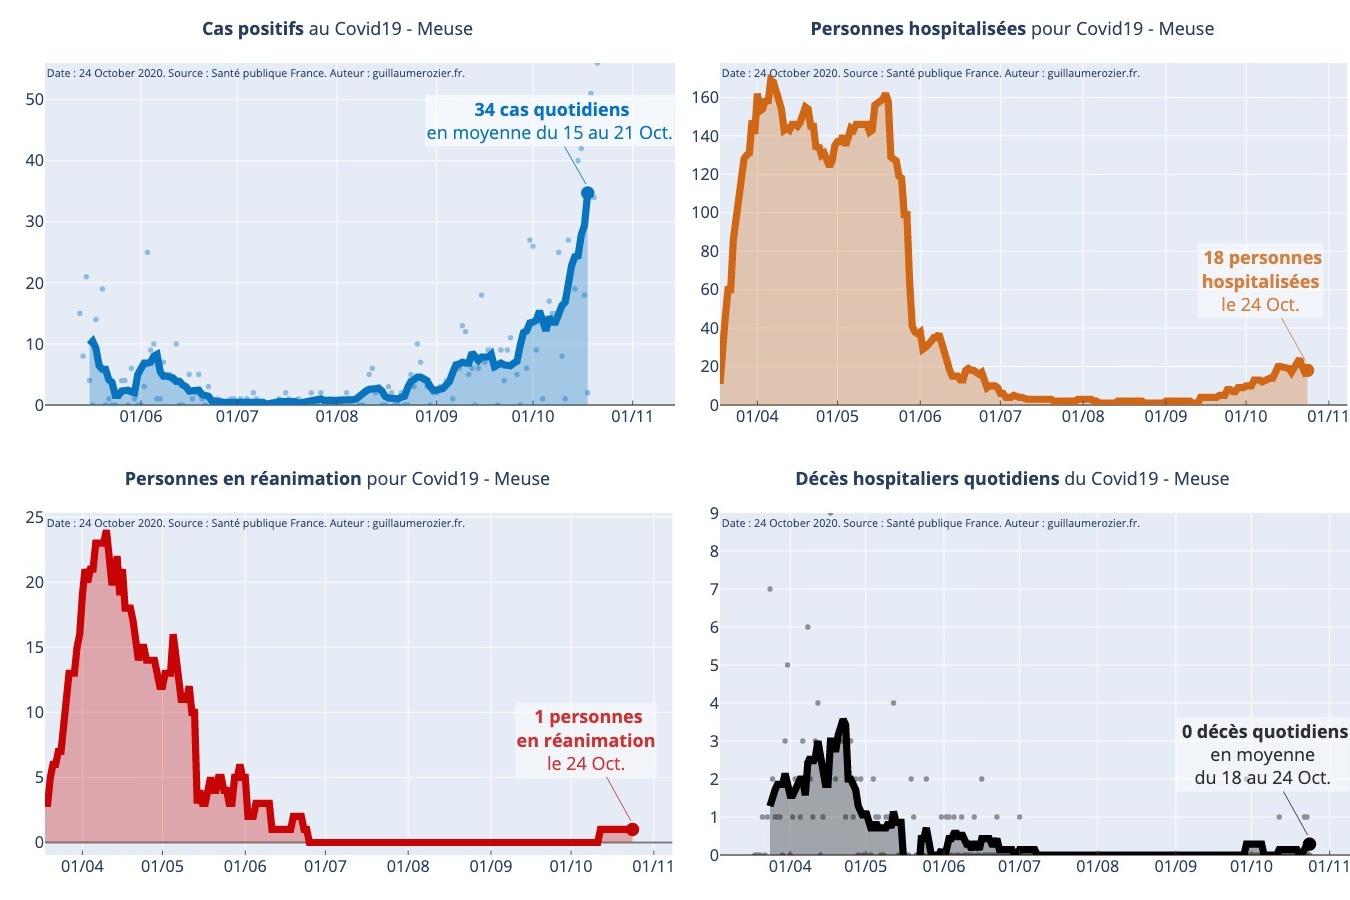 Cas positifs au Covid19 - Meuse
Date : 24 October 2020. Source : Santé publique France. Auteur : guillaumerozier.fr.
34 cas quotidiens
en moyenne du 15 au 21 Oct.
50
40
30
20
10
0
01/06 01/07 01/08 01/09 01/10 01/11
Personnes hospitalisées pour Covid19 - Meuse
Date : 24 October 2020. Source : Santé publique France. Auteur : guillaumerozier.fr.
160
140
120
100
80
60
40
20
0
18 personnes
hospitalisées
le 24 Oct.
01/04 01/05 01/06 01/07 01/08 01/09 01/10 01/11
Personnes en réanimation pour Covid19 - Meuse
Date : 24 October 2020. Source : Santé publique France. Auteur : guillaumerozier.fr.
25
20
15
10
5
0
1 personnes
en réanimation
le 24 Oct.
01/04 01/05 01/06 01/07 01/08 01/09 01/10 01/11
Décès hospitaliers quotidiens du Covid19 - Meuse
Date : 24 October 2020. Source : Santé publique France. Auteur : guillaumerozier.fr.
9
8
7
6
5
4
3
2
1
0
0 décès quotidiens
en moyenne
du 18 au 24 Oct.
01/04 01/05 01/06 01/07 01/08 01/09 01/10 01/11